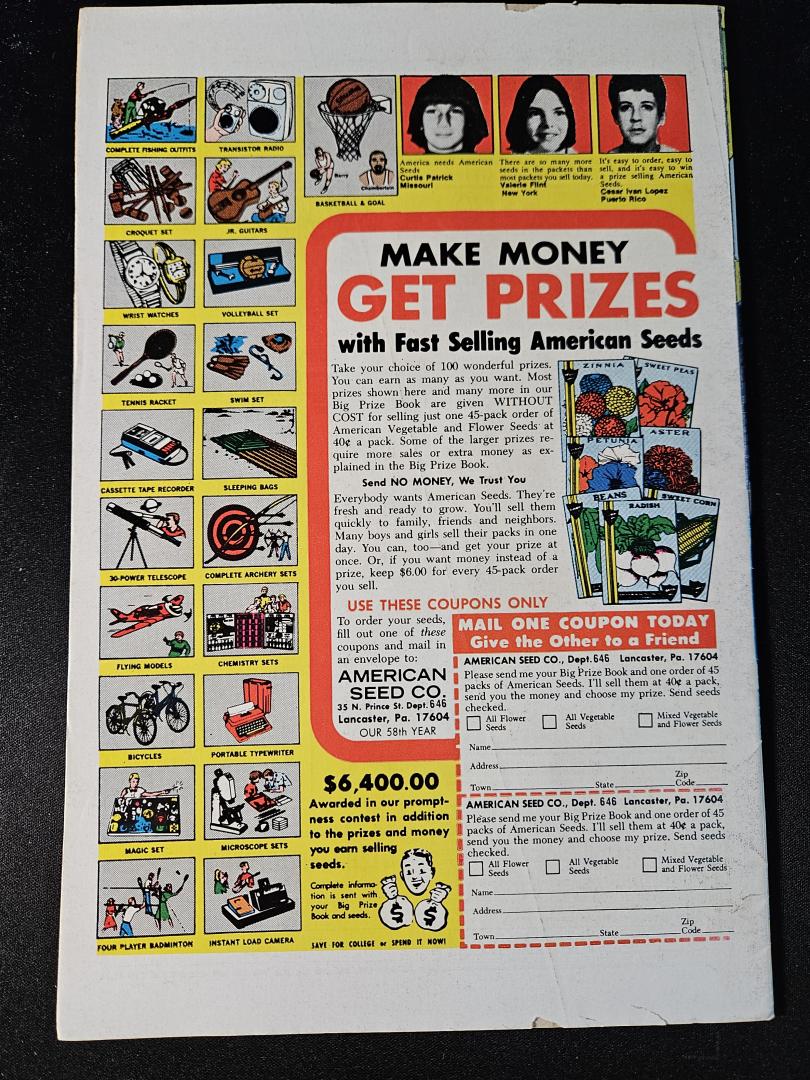 COMPLETE FISHING OUTFITS
TRANSISTOR RADIO
CROQUET SET
JR. GUITARS
WRIST WATCHES
VOLLEYBALL SET
TENNIS RACKET
SWIM SET
CASSETTE TAPE RECORDER
SLEEPING BAGS
30-POWER TELESCOPE
COMPLETE ARCHERY SETS
FLYING MODELS
CHEMISTRY SETS
BICYCLES
PORTABLE TYPEWRITER
MAGIC SET
MICROSCOPE SETS
FOUR PLAYER BADMINTON
INSTANT LOAD CAMERA
Barry
Chamberlain
BASKETBALL & GOAL
America needs American
Seeds
Curtis Patrick
Missouri
There are so many more
seeds in the packets than
most packets you sell today.
Valerie Flint
New York
It's easy to order, easy to
sell, and it's easy to win
a prize selling American
Seeds.
Cesar Ivan Lopez
Puerto Rico
MAKE MONEY
GET PRIZES
with Fast Selling American Seeds
Take your choice of 100 wonderful prizes.
You can earn as many as you want. Most
prizes shown here and many more in our
Big Prize Book are given WITHOUT
COST for selling just one 45-pack order of
American Vegetable and Flower Seeds at
40¢ a pack. Some of the larger prizes re-
quire more sales or extra money as ex-
plained in the Big Prize Book.
Send NO MONEY, We Trust You
Everybody wants American Seeds. They're
fresh and ready to grow. You'll sell them
quickly to family, friends and neighbors.
Many boys and girls sell their packs in one
day. You can, too—and get your prize at
once. Or, if you want money instead of a
prize, keep $6.00 for every 45-pack order
you sell.
ZINNIA
SWEET PEAS
PETUNIA
ASTER
BEANS
RADISH
SWEET CORN
USE THESE COUPONS ONLY
To order your seeds,
fill out one of these
coupons and mail in
an envelope to:
AMERICAN
SEED CO.
35 N. Prince St. Dept. 646
Lancaster, Pa. 17604
OUR 58th YEAR
MAIL ONE COUPON TODAY
Give the Other to a Friend
AMERICAN SEED CO., Dept. 646 Lancaster, Pa. 17604
Please send me your Big Prize Book and one order of 45
packs of American Seeds. I'll sell them at 40¢ a pack,
send you the money and choose my prize. Send seeds
checked.
All Flower
Seeds
All Vegetable
Seeds
Mixed Vegetable
and Flower Seeds
Name
Address
Town State Zip Code
AMERICAN SEED CO., Dept. 646 Lancaster, Pa. 17604
Please send me your Big Prize Book and one order of 45
packs of American Seeds. I'll sell them at 40¢ a pack,
send you the money and choose my prize. Send seeds
checked.
All Flower
Seeds
All Vegetable
Seeds
Mixed Vegetable
and Flower Seeds
Name
Address
Town State Zip Code
$6,400.00
Awarded in our prompt-
ness contest in addition
to the prizes and money
you earn selling
seeds.
Complete informa-
tion is sent with
your Big Prize
Book and seeds.
$ $
SAVE FOR COLLEGE or SPEND IT NOW!